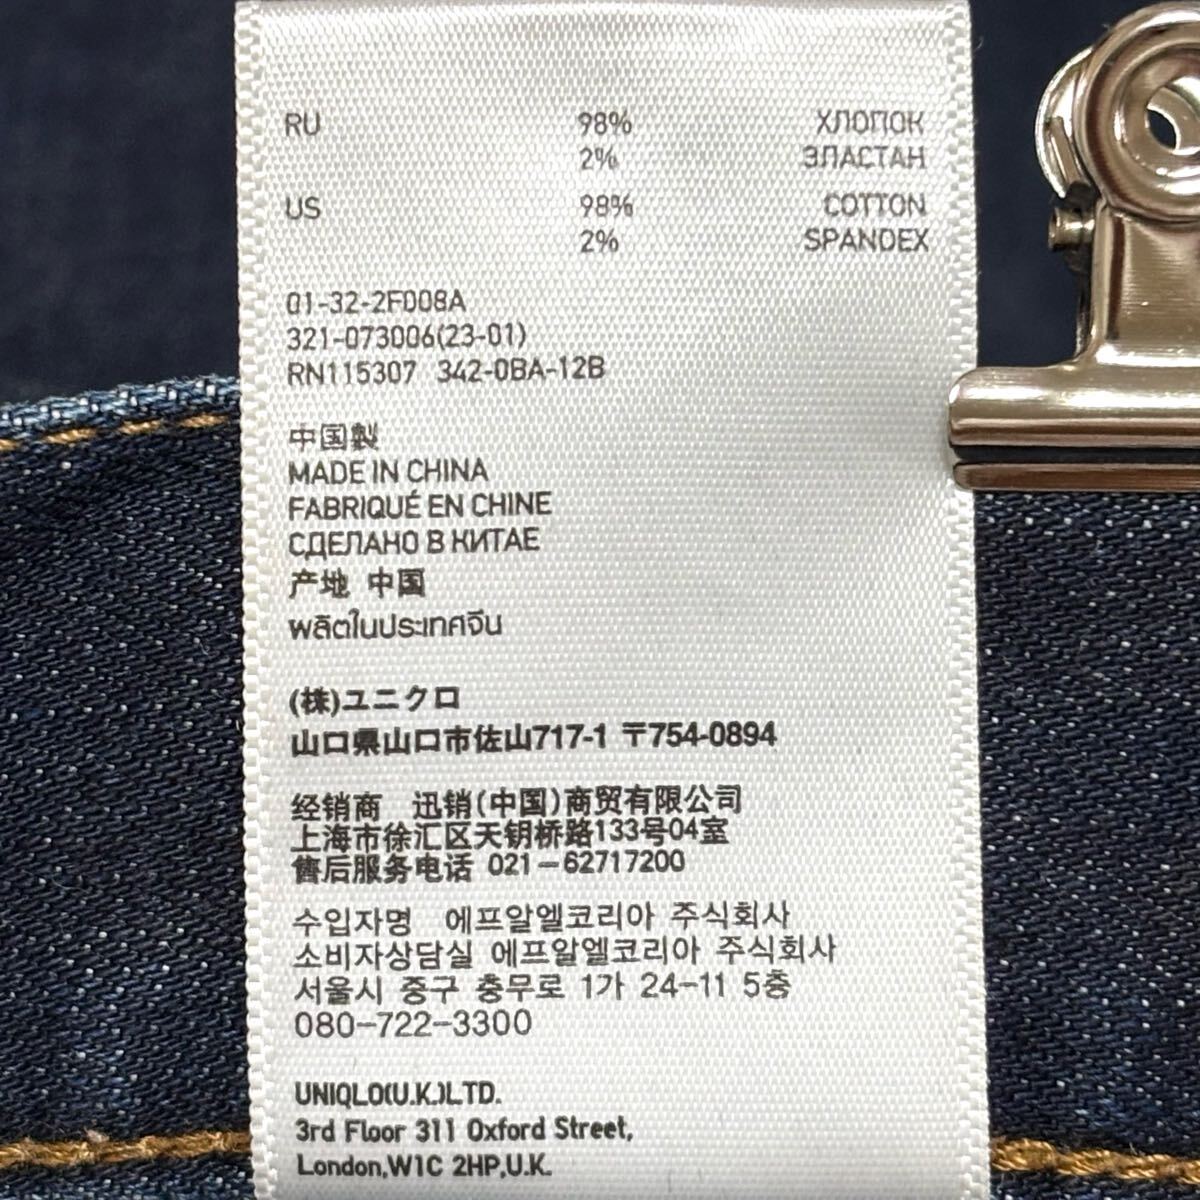 RU 98% ХЛОПОК
2% ЭЛАСТАН
US 98% COTTON
2% SPANDEX
01-32-2F008A
321-073006(23-01)
RN115307 342-0BA-12B
中国製
MADE IN CHINA
FABRIQUÉ EN CHINE
СДЕЛАНО В КИТАЕ
产地 中国
ผลิตในประเทศจีน
(株)ユニクロ
山口県山口市佐山717-1 〒754-0894
经销商 迅销(中国)商贸有限公司
上海市徐汇区天钥桥路133号04室
售后服务电话 021-62717200
수입자명 에프알엘코리아 주식회사
소비자상담실 에프알엘코리아 주식회사
서울시 중구 충무로 1가 24-11 5층
080-722-3300
UNIQLO(U.K.)LTD.
3rd Floor 311 Oxford Street,
London,W1C 2HP,U.K.